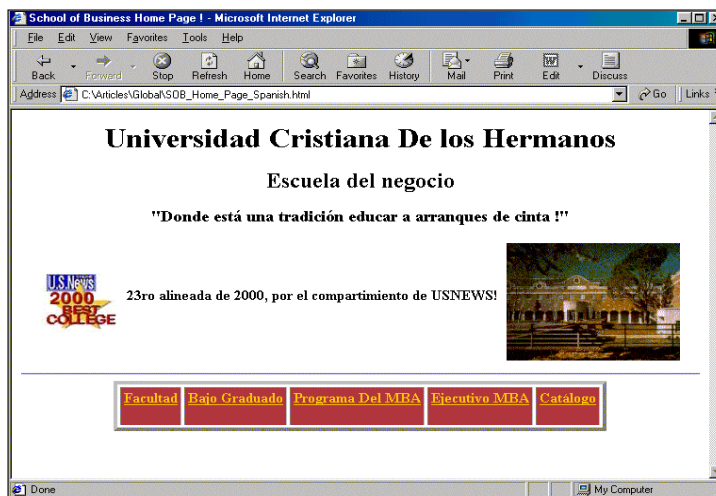 School of Business Home Page ! - Microsoft Internet Explorer
File Edit View Favorites Tools Help
Back Forward Stop Refresh Home Search Favorites History Mail Print Edit Discuss
Address C:\Articles\Global\SOB_Home_Page_Spanish.html Go Links
Universidad Cristiana De los Hermanos
Escuela del negocio
"Donde está una tradición educar a arranques de cinta !"
U.S.News
2000
BEST
COLLEGE
23ro alineada de 2000, por el compartimiento de USNEWS!
Facultad Bajo Graduado Programa Del MBA Ejecutivo MBA Catálogo
Done My Computer